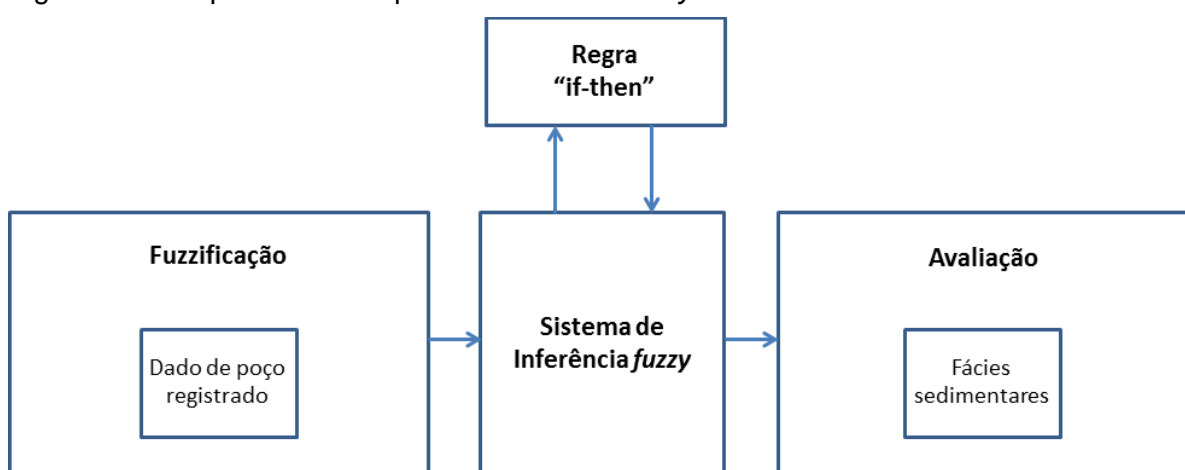 Regra
“if-then”
Fuzzificação
Dado de poço
registrado
Sistema de
Inferência fuzzy
Avaliação
Fácies
sedimentares